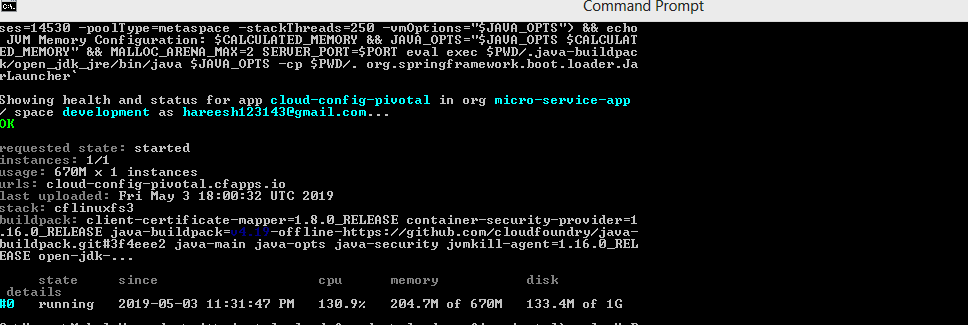 Command Prompt
ses=14530 -poolType=metaspace -stackThreads=250 -vmOptions="$JAVA_OPTS") && echo
JVM Memory Configuration: $CALCULATED_MEMORY && JAVA_OPTS="$JAVA_OPTS $CALCULAT
ED_MEMORY" && MALLOC_ARENA_MAX=2 SERVER_PORT=$PORT eval exec $PWD/.java-buildpac
k/open_jdk_jre/bin/java $JAVA_OPTS -cp $PWD/. org.springframework.boot.loader.Ja
rLauncher`
Showing health and status for app cloud-config-pivotal in org micro-service-app
/ space development as hareesh123143@gmail.com...
OK
requested state: started
instances: 1/1
usage: 670M x 1 instances
urls: cloud-config-pivotal.cfapps.io
last uploaded: Fri May 3 18:00:32 UTC 2019
stack: cflinuxfs3
buildpack: client-certificate-mapper=1.8.0_RELEASE container-security-provider=1
.16.0_RELEASE java-buildpack=v4.19-offline-https://github.com/cloudfoundry/java-
buildpack.git#3f4eee2 java-main java-opts java-security jvmkill-agent=1.16.0_REL
EASE open-jdk-...
state since cpu memory disk
details
#0 running 2019-05-03 11:31:47 PM 130.9% 204.7M of 670M 133.4M of 1G